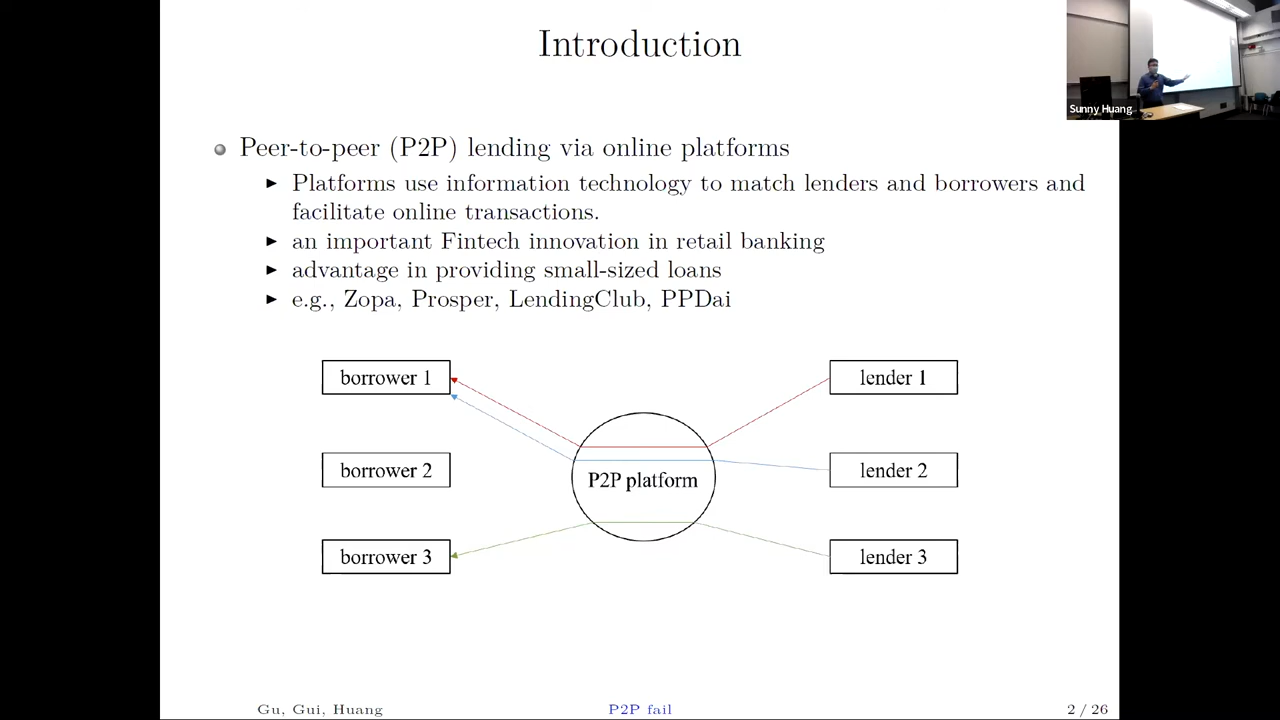 Introduction
Sunny Huang
Peer-to-peer (P2P) lending via online platforms
Platforms use information technology to match lenders and borrowers and
facilitate online transactions.
an important Fintech innovation in retail banking
advantage in providing small-sized loans
e.g., Zopa, Prosper, LendingClub, PPDai
borrower 1
lender 1
borrower 2
P2P platform
lender 2
borrower 3
lender 3
Gu, Gui, Huang
P2P fail
2 / 26